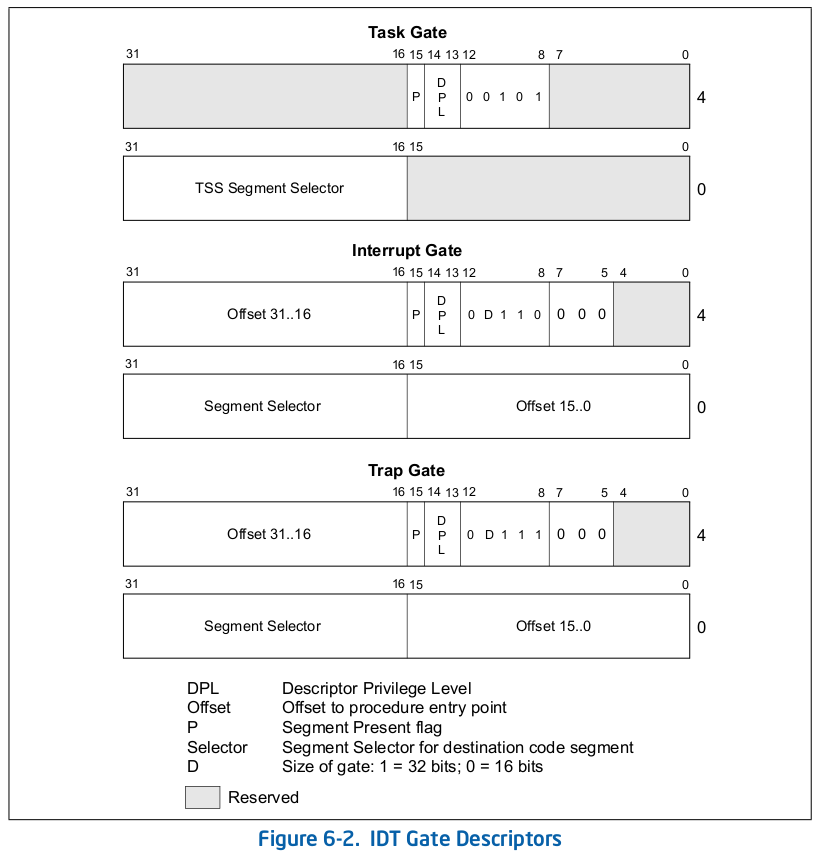 Task Gate
31 16 15 14 13 12 8 7 0
P DPL 0 0 1 0 1 4
31 16 15 0
TSS Segment Selector 0
Interrupt Gate
31 16 15 14 13 12 8 7 5 4 0
Offset 31..16 P DPL 0 D 1 1 0 0 0 0 4
31 16 15 0
Segment Selector Offset 15..0 0
Trap Gate
31 16 15 14 13 12 8 7 5 4 0
Offset 31..16 P DPL 0 D 1 1 1 0 0 0 4
31 16 15 0
Segment Selector Offset 15..0 0
DPL Descriptor Privilege Level
Offset Offset to procedure entry point
P Segment Present flag
Selector Segment Selector for destination code segment
D Size of gate: 1 = 32 bits; 0 = 16 bits
Reserved
Figure 6-2. IDT Gate Descriptors